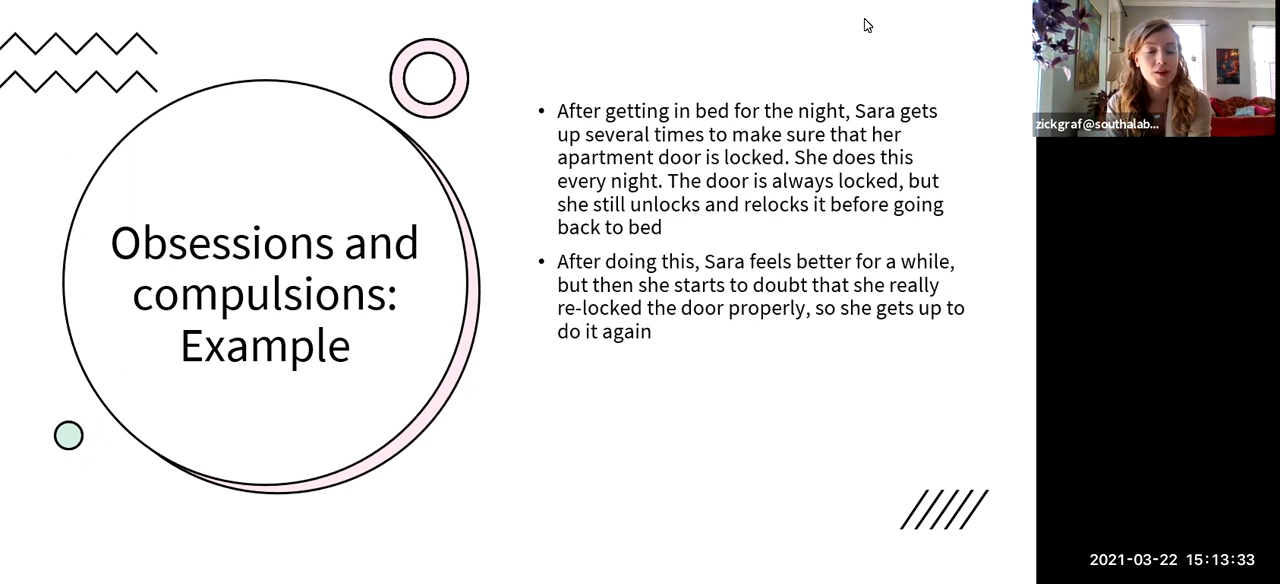 Obsessions and
compulsions:
Example
• After getting in bed for the night, Sara gets
up several times to make sure that her
apartment door is locked. She does this
every night. The door is always locked, but
she still unlocks and relocks it before going
back to bed
• After doing this, Sara feels better for a while,
but then she starts to doubt that she really
re-locked the door properly, so she gets up to
do it again
zickgraf@southalab...
2021-03-22 15:13:33